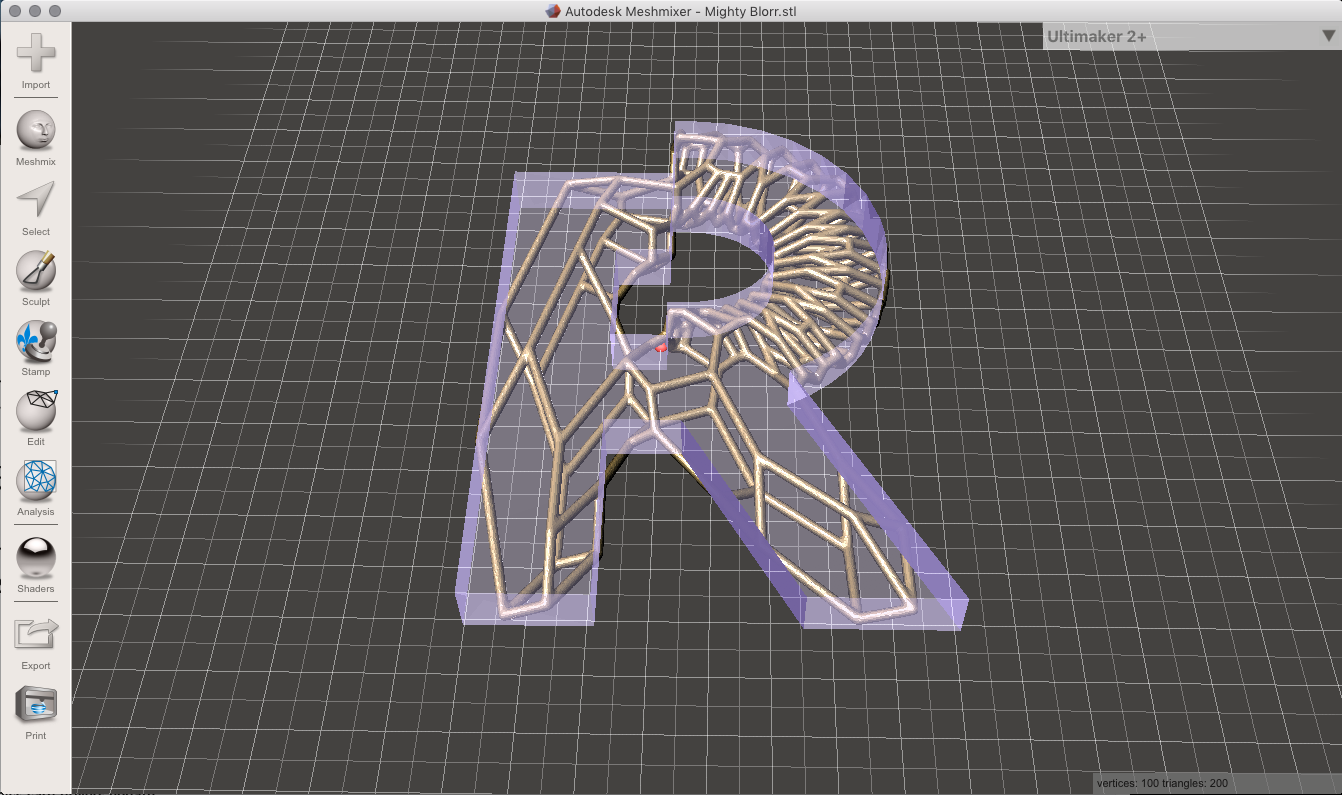 Autodesk Meshmixer - Mighty Blorr.stl
Ultimaker 2+
Import
Meshmix
Select
Sculpt
Stamp
Edit
Analysis
Shaders
Export
Print
vertices: 100 triangles: 200